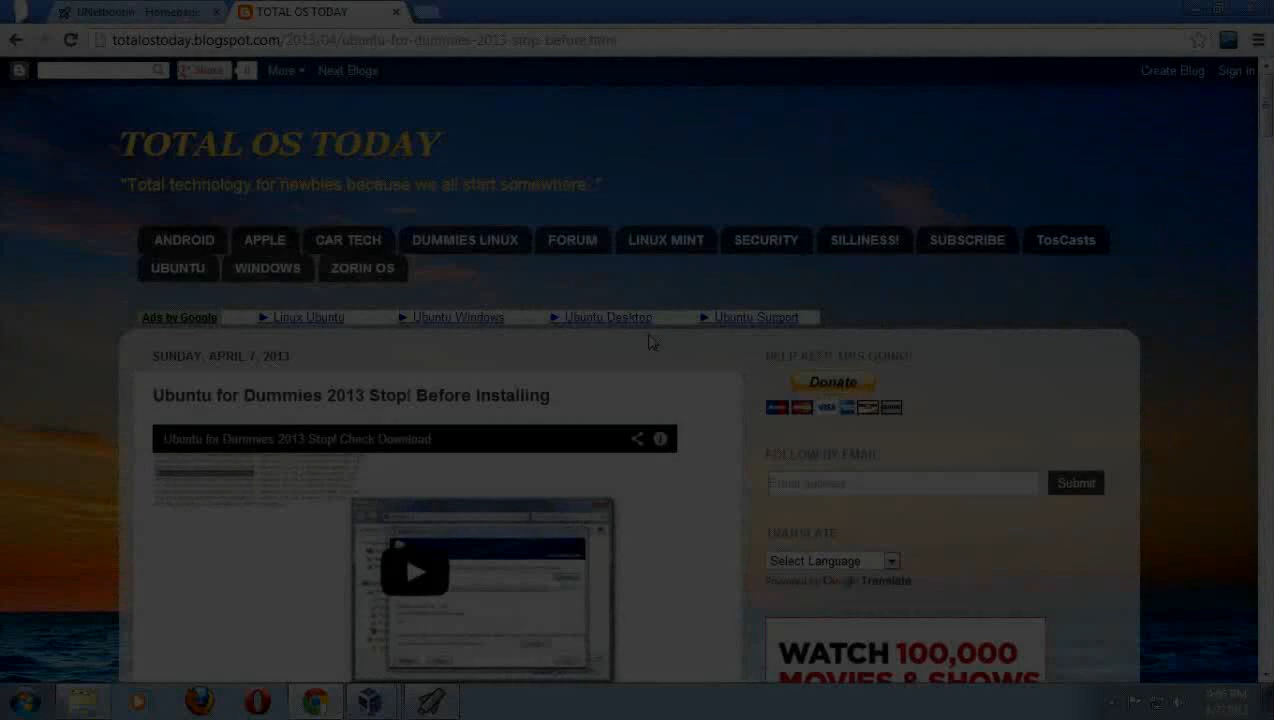 UNetbootin - Homepage
TOTAL OS TODAY
totalostoday.blogspot.com/2013/04/ubuntu-for-dummies-2013-stop-before.html
Share 0 More Next Blog» Create Blog Sign In
TOTAL OS TODAY
"Total technology for newbies because we all start somewhere."
ANDROID APPLE CAR TECH DUMMIES LINUX FORUM LINUX MINT SECURITY SILLINESS! SUBSCRIBE TosCasts
UBUNTU WINDOWS ZORIN OS
Ads by Google ► Linux Ubuntu ► Ubuntu Windows ► Ubuntu Desktop ► Ubuntu Support
SUNDAY, APRIL 7, 2013
Ubuntu for Dummies 2013 Stop! Before Installing
Ubuntu for Dummies 2013 Stop! Check Download
HELP KEEP THIS GOING!
Donate
VISA
FOLLOW BY EMAIL
Email address... Submit
TRANSLATE
Select Language
Powered by Google Translate
WATCH 100,000
MOVIES & SHOWS